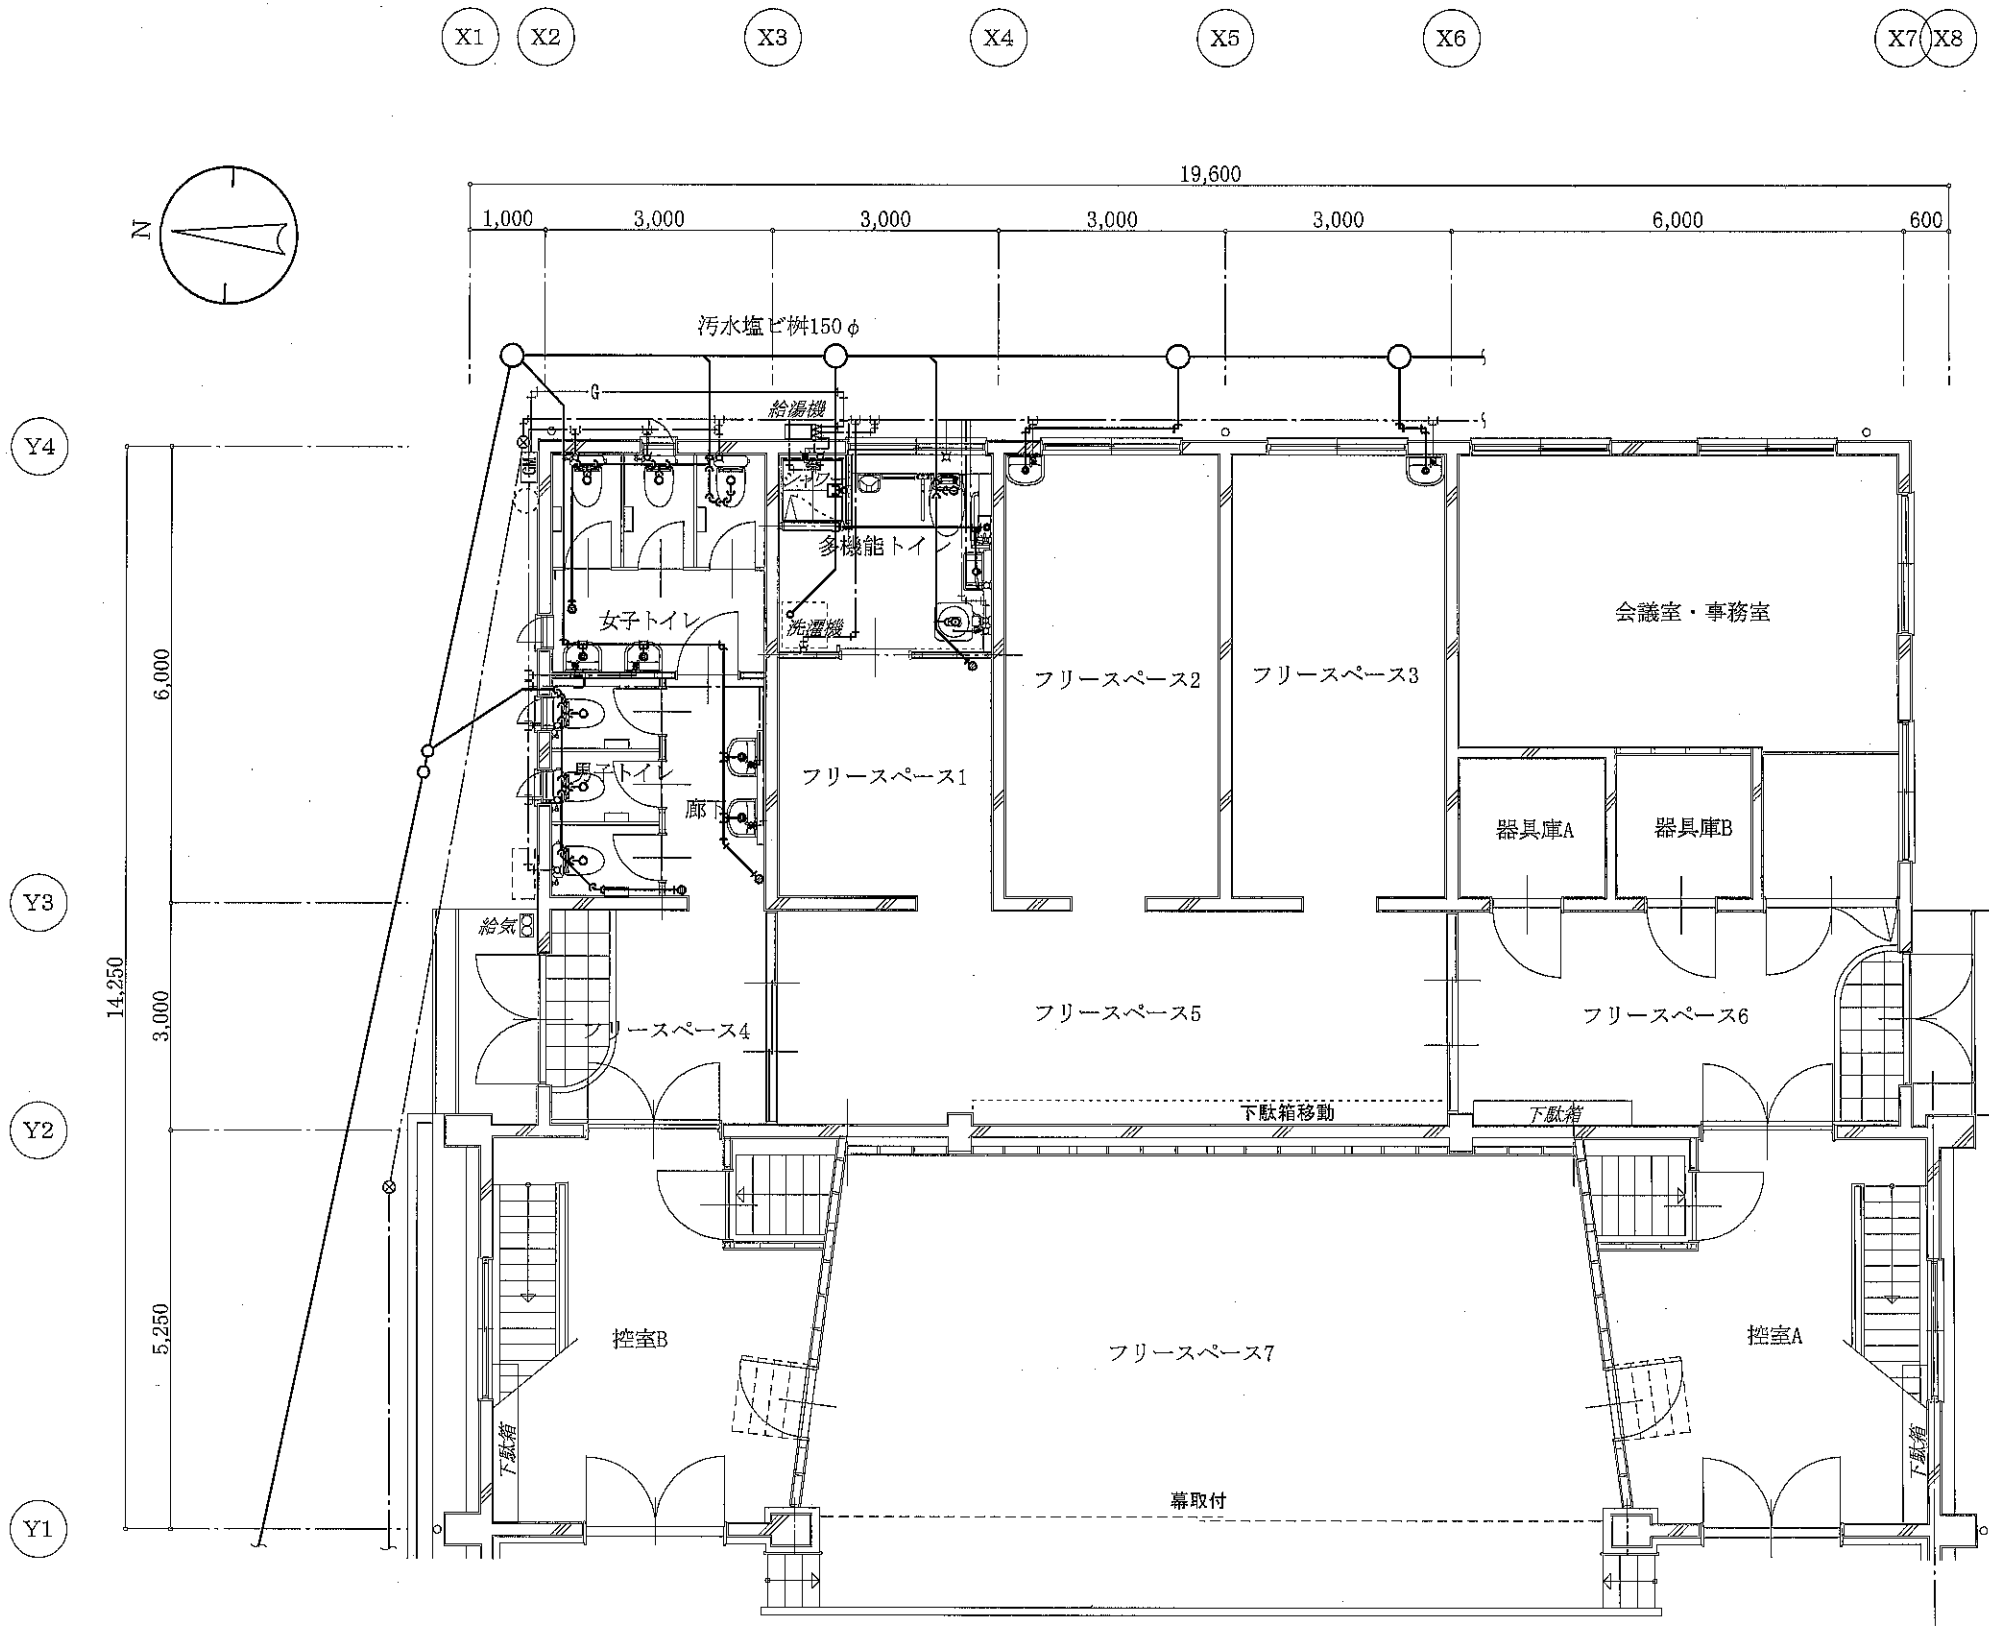 X1 X2 X3 X4 X5 X6 X7 X8
19,600
1,000 3,000 3,000 3,000 3,000 6,000 600
N
汚水塩ビ桝150φ
G
給湯機
Y4
GM
シャワー
多機能トイレ
女子トイレ
洗濯機
会議室・事務室
6,000
フリースペース2
フリースペース3
男子トイレ
フリースペース1
廊下
器具庫A
器具庫B
Y3
給気
14,250
3,000
フリースペース4
フリースペース5
フリースペース6
下駄箱移動
下駄箱
Y2
5,250
控室B
フリースペース7
控室A
下駄箱
下駄箱
幕取付
Y1